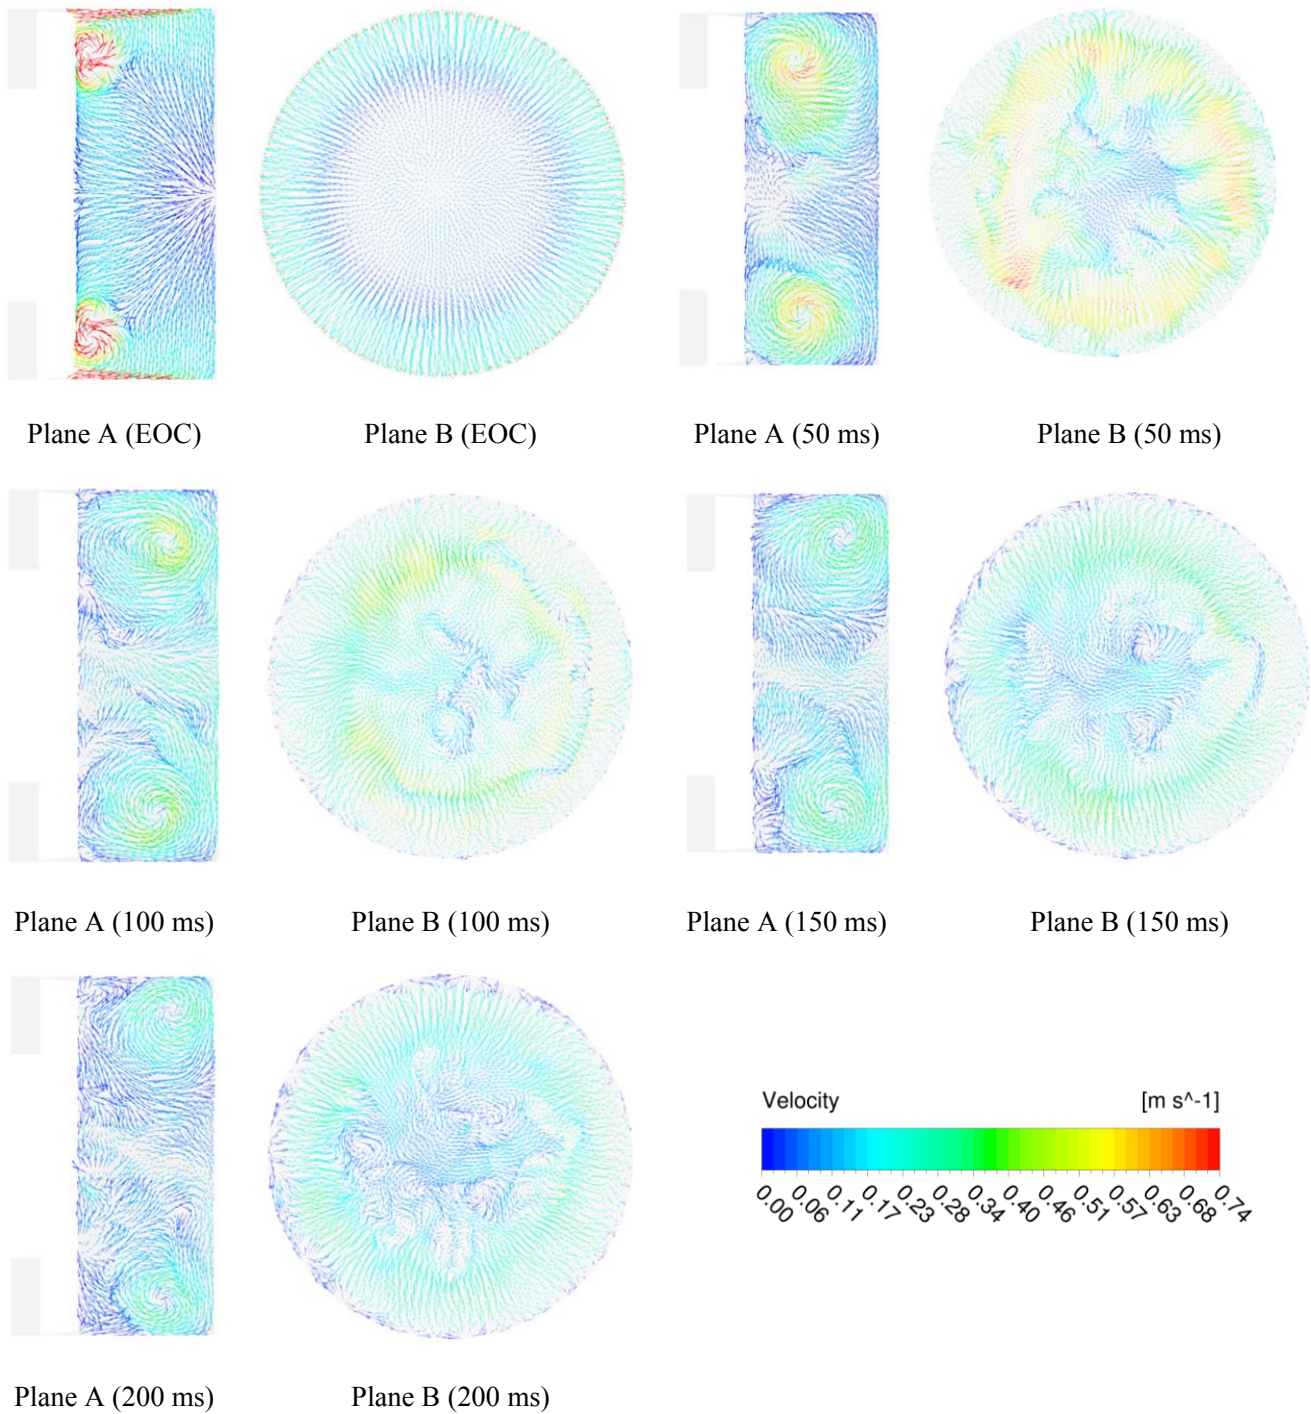 Plane A (EOC) Plane B (EOC) Plane A (50 ms) Plane B (50 ms)
Plane A (100 ms) Plane B (100 ms) Plane A (150 ms) Plane B (150 ms)
Velocity [m s^-1]
0.00 0.06 0.11 0.17 0.23 0.28 0.34 0.40 0.46 0.51 0.57 0.63 0.68 0.74
Plane A (200 ms) Plane B (200 ms)